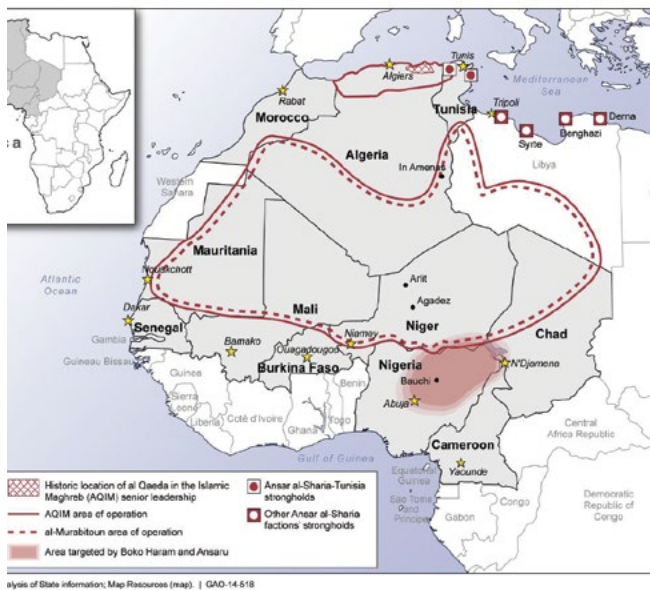 a
Tunis
Algiers
Mediterranean
Sea
Rabat
Morocco
Tunisia
Tripoli
Derna
Benghazi
Syrte
Algeria
In Amenas
Libya
Western
Sahara
Mauritania
Nouakchott
Atlantic
Ocean
Arlit
Mali
Agadez
Niger
Chad
Dakar
Senegal
Niamey
Gambia
Bamako
Ouagadougou
N'Djamena
Guineau Bissau
Burkina Faso
Nigeria
Guinea
Benin
Bauchi
Sierra
Leone
Coté d'Ivoire
Togo
Ghana
Abuja
Liberia
Central
Africa Republic
Cameroon
Gulf of Guinea
Yaounde
Equatorial
Guinea
Sao Tome
and
Principe
Gabon
Congo
Democratic
Republic of
Congo
Historic location of al Qaeda in the Islamic
Maghreb (AQIM) senior leadership
AQIM area of operation
al-Murabitoun area of operation
Area targeted by Boko Haram and Ansaru
Ansar al-Sharia-Tunisia
strongholds
Other Ansar al-Sharia
factions' strongholds
alysis of State information; Map Resources (map). | GAO-14-518